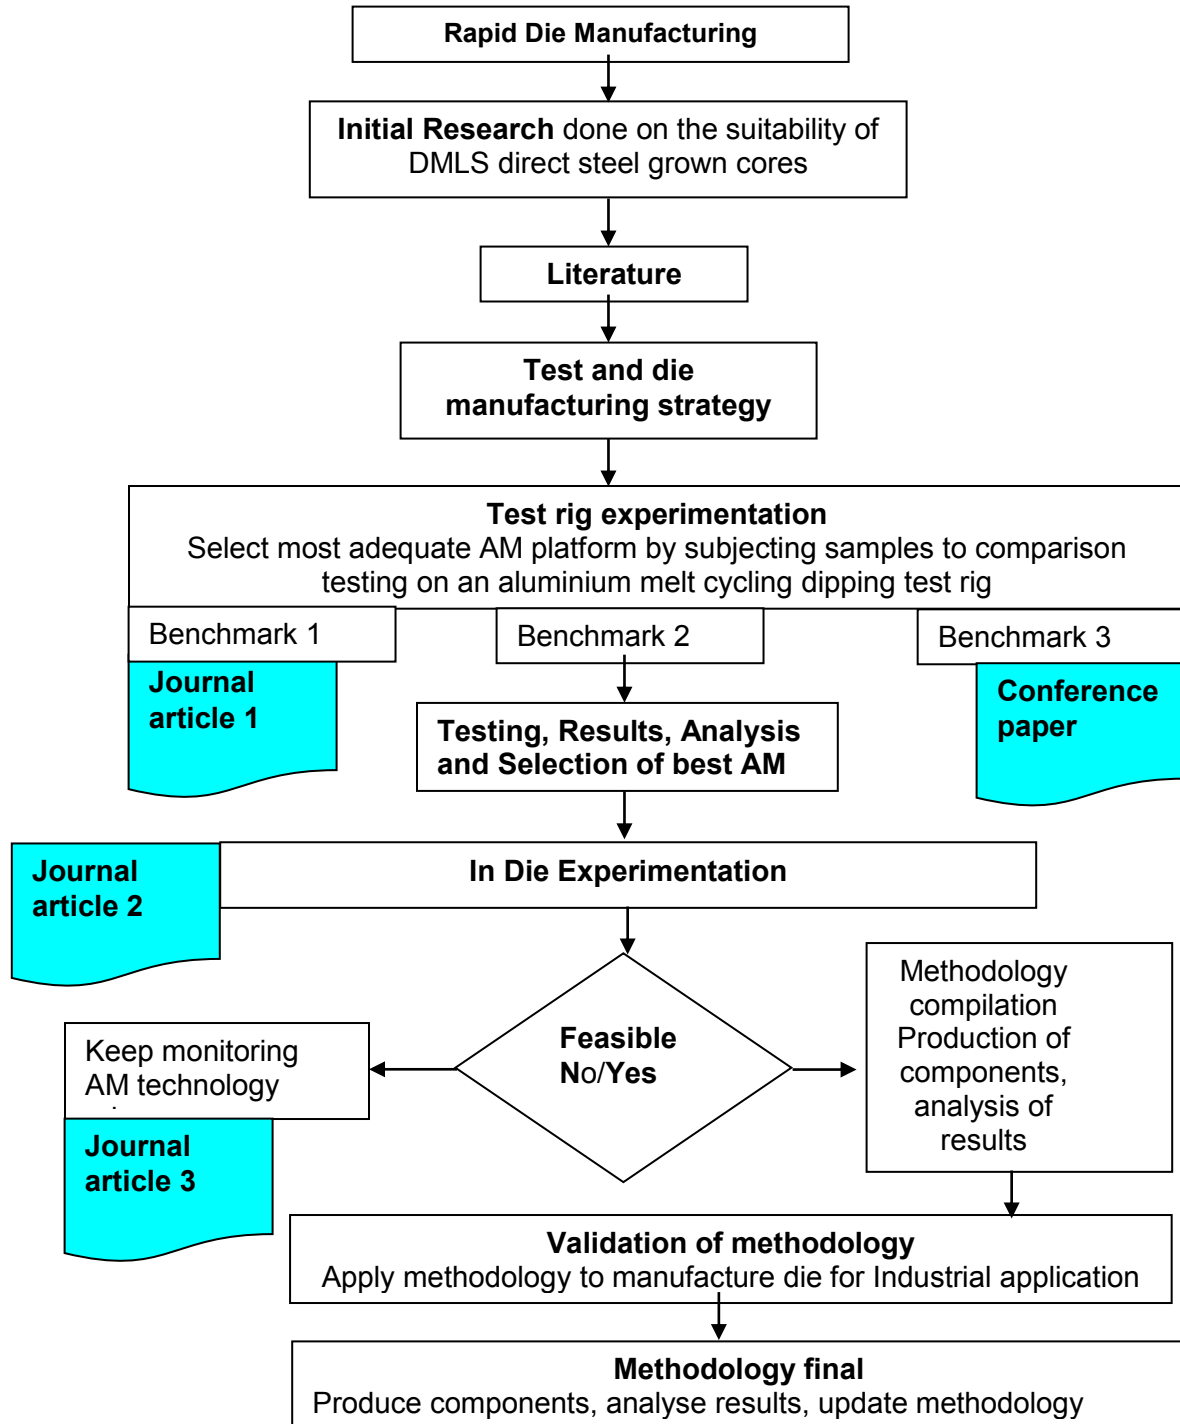 Rapid Die Manufacturing
Initial Research done on the suitability of
DMLS direct steel grown cores
Literature
Test and die
manufacturing strategy
Test rig experimentation
Select most adequate AM platform by subjecting samples to comparison
testing on an aluminium melt cycling dipping test rig
Benchmark 1
Benchmark 2
Benchmark 3
Journal
article 1
Conference
paper
Testing, Results, Analysis
and Selection of best AM
In Die Experimentation
Journal
article 2
Feasible
No/Yes
Methodology
compilation
Production of
components,
analysis of
results
Keep monitoring
AM technology
Journal
article 3
Validation of methodology
Apply methodology to manufacture die for Industrial application
Methodology final
Produce components, analyse results, update methodology